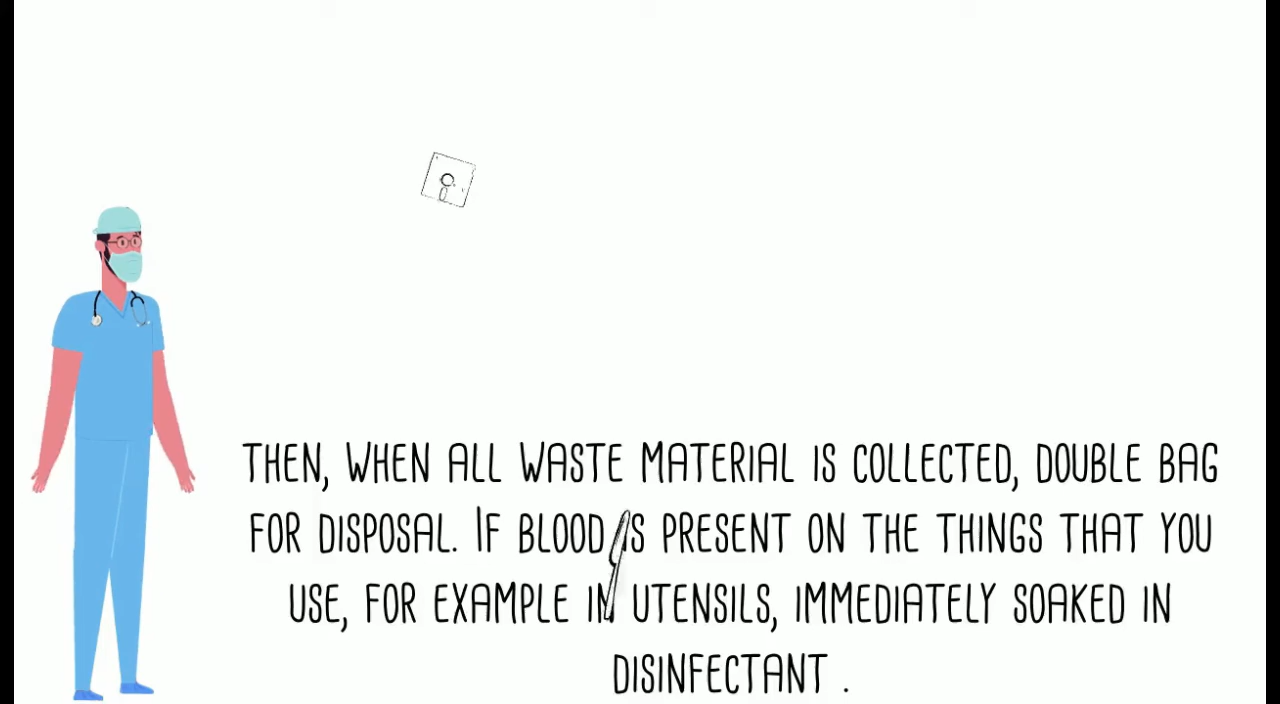 THEN, WHEN ALL WASTE MATERIAL IS COLLECTED, DOUBLE BAG
FOR DISPOSAL. IF BLOOD IS PRESENT ON THE THINGS THAT YOU
USE, FOR EXAMPLE IN UTENSILS, IMMEDIATELY SOAKED IN
DISINFECTANT .